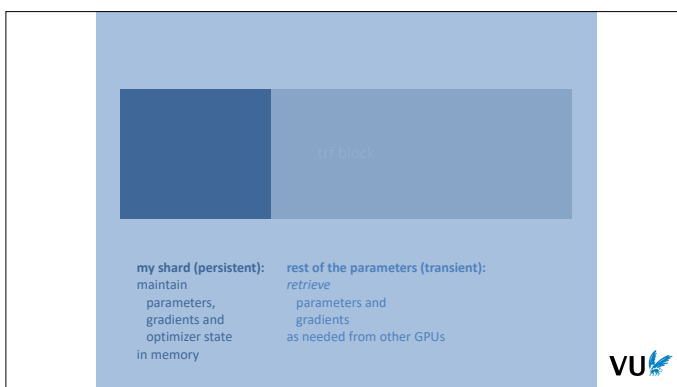 trf block
my shard (persistent):
maintain
parameters,
gradients and
optimizer state
in memory
rest of the parameters (transient):
retrieve
parameters and
gradients
as needed from other GPUs
VU